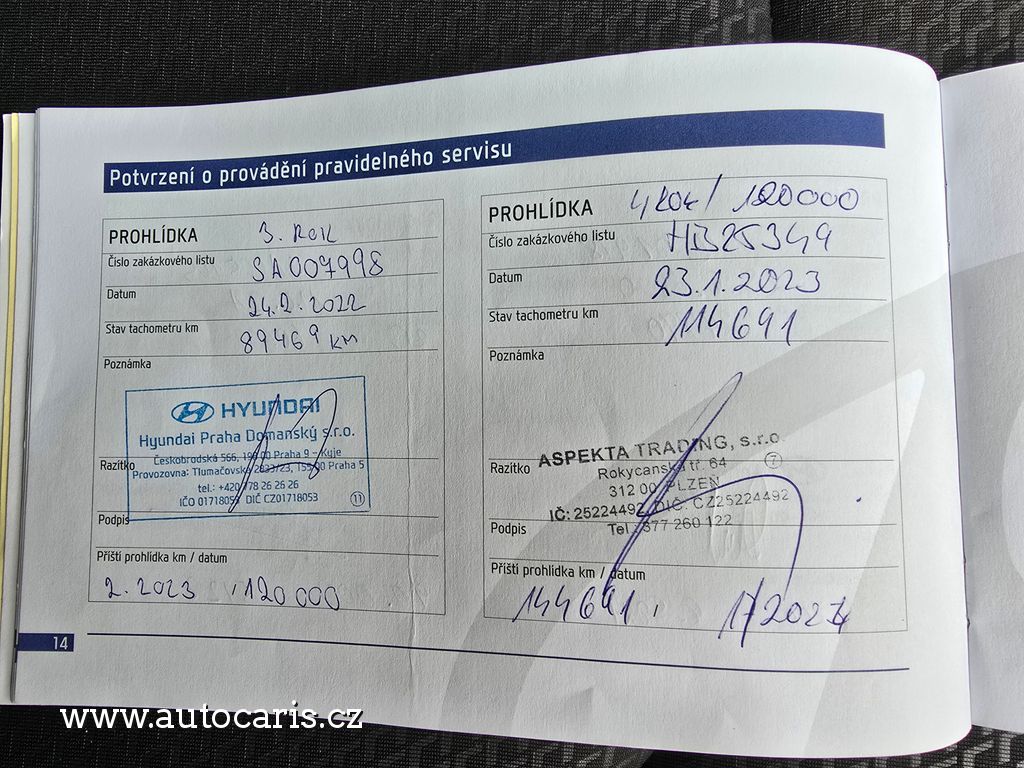 Potvrzení o provádění pravidelného servisu
PROHLÍDKA 3. ROK
Číslo zakázkového listu SA007998
Datum 24.2.2022
Stav tachometru km 89469 KM
Poznámka
HYUNDAI
Hyundai Praha Domanský s.r.o.
Českobrodská 566, 190 00 Praha 9 - Kyje
Razítko
Provozovna: Tlumačovská 2833/23, 155 00 Praha 5
tel.: +420 778 26 26 26
IČO 01718053 DIČ CZ01718053 11
Podpis
Příští prohlídka km / datum
2. 2023 , 120 000
PROHLÍDKA 4 ROK / 120000
Číslo zakázkového listu HB25349
Datum 23.1.2023
Stav tachometru km 114691
Poznámka
ASPEKTA TRADING, s.r.o.
Razítko
Rokycanská tř. 64 7
312 00 PLZEŇ
IČ: 25224492, DIČ: CZ25224492
Podpis
Tel.: 377 260 122
Příští prohlídka km / datum
144691, 1/2024
14
www.autocaris.cz